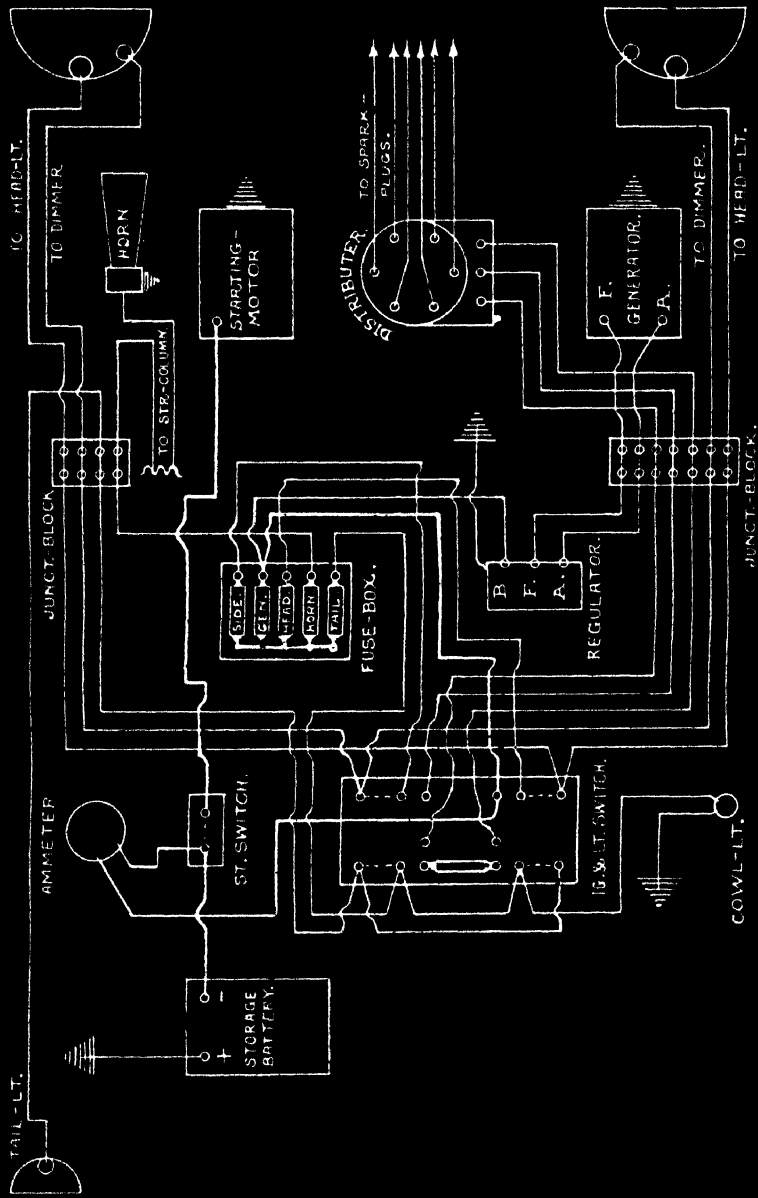 TO HEAD-LT.
TO DIMMER
HORN
STARTING-
MOTOR
TO STR-COLUMN
TO SPARK-
PLUGS.
DISTRIBUTER.
F.
GENERATOR.
A.
TO DIMMER.
TO HEAD-LT.
JUNCT.-BLOCK
SIDE.
GEN.
HEAD.
HORN
TAIL.
FUSE-BOX.
B
F.
A.
REGULATOR.
JUNCT.-BLOCK.
AMMETER
ST. SWITCH.
IG. & LT. SWITCH.
COWL-LT.
-
+
STORAGE
BATTERY.
TAIL-LT.